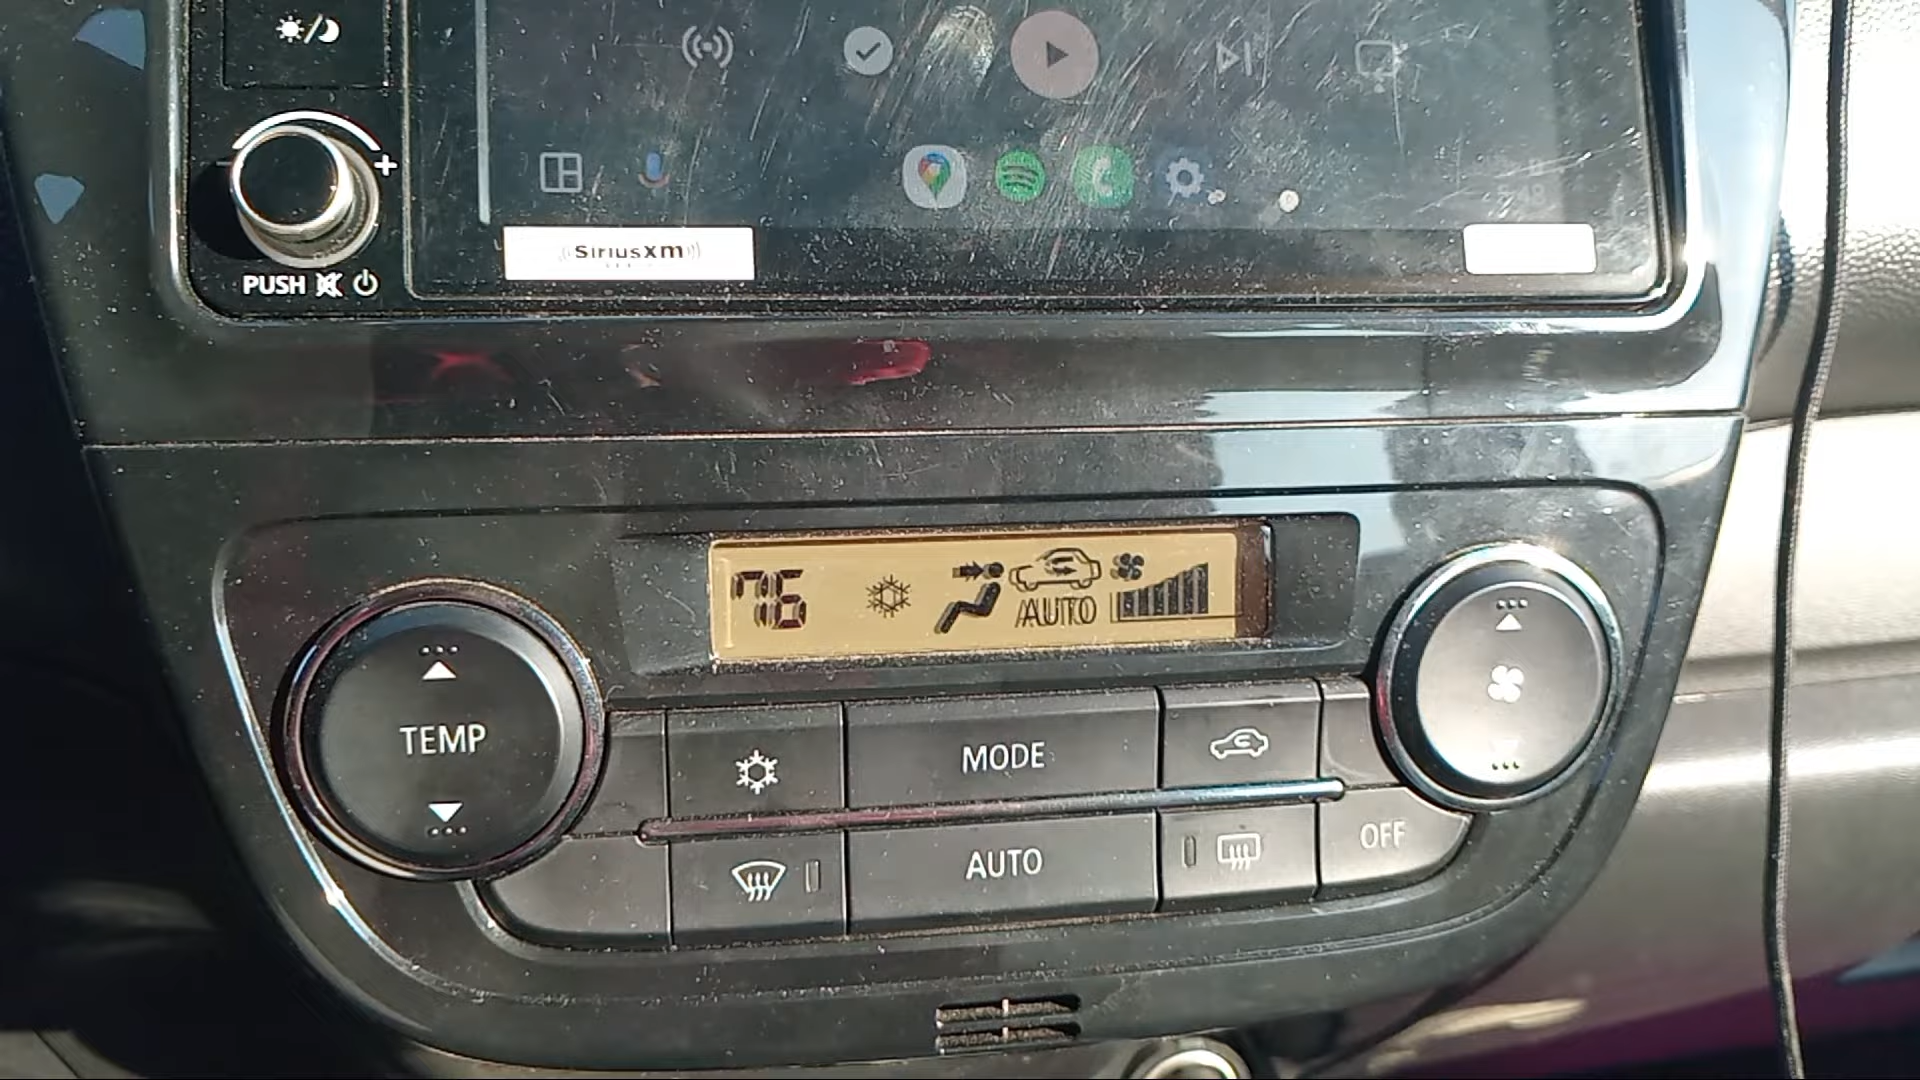 SiriusXM
PUSH
76
AUTO
TEMP
MODE
AUTO
OFF